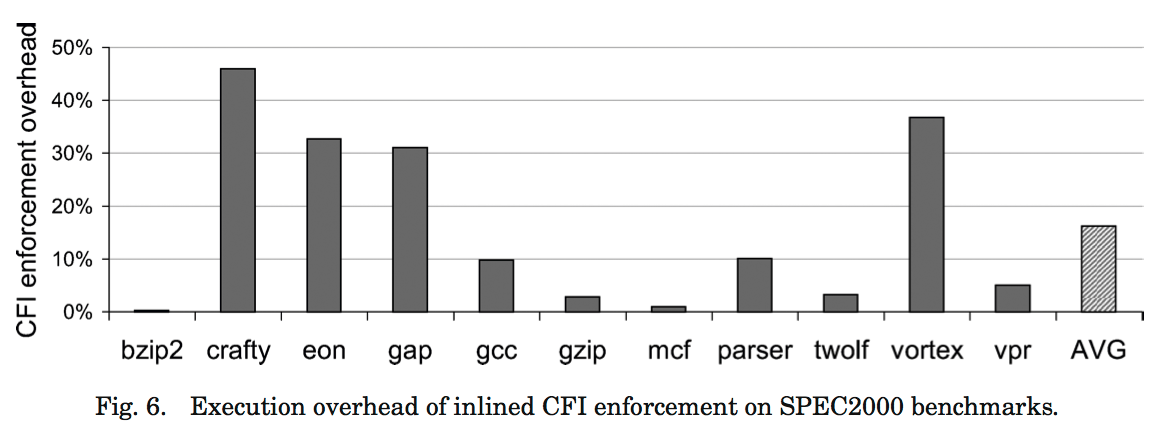 CFI enforcement overhead
50%
40%
30%
20%
10%
0%
bzip2 crafty eon gap gcc gzip mcf parser twolf vortex vpr AVG
Fig. 6. Execution overhead of inlined CFI enforcement on SPEC2000 benchmarks.